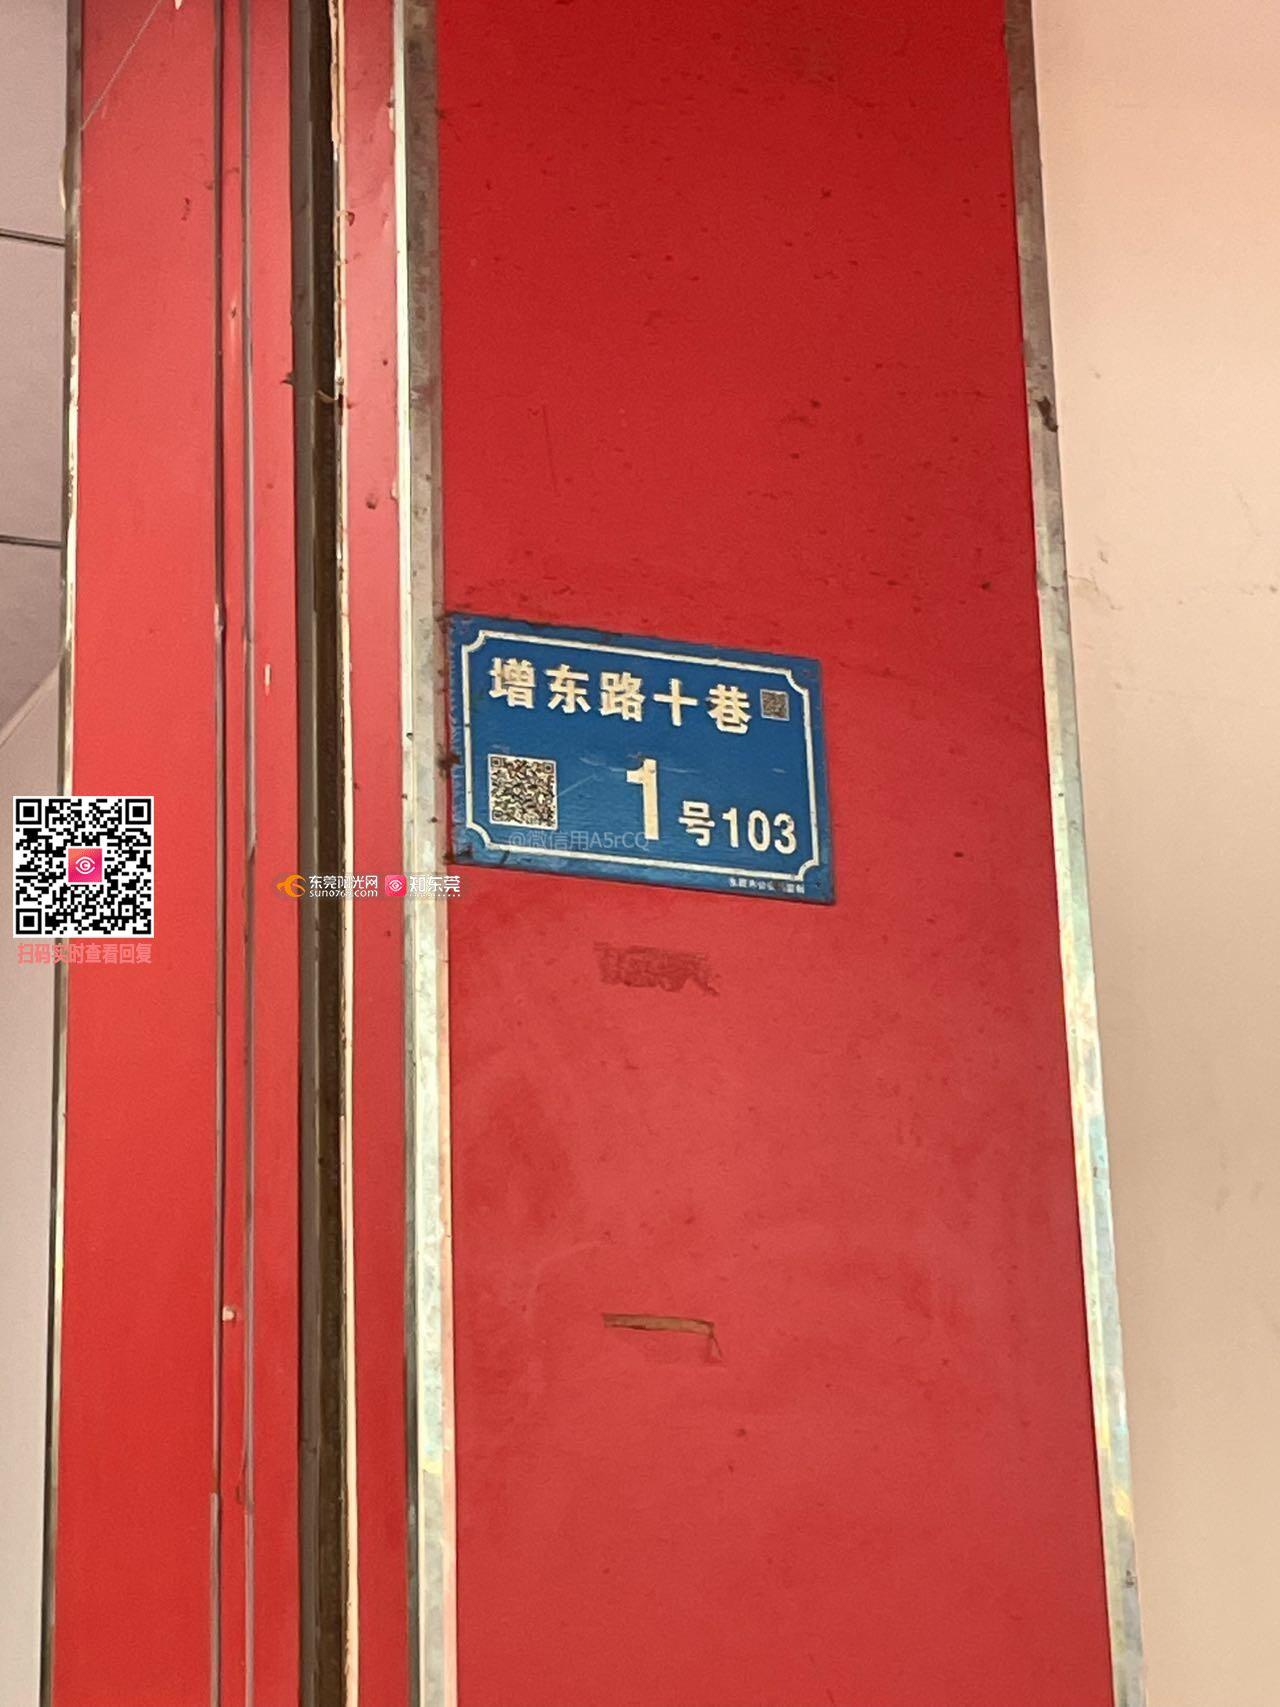 增东路十巷
1号103
@微信用A5rCQ
东莞阳光网
sun0769.com
知东莞
扫码实时查看回复